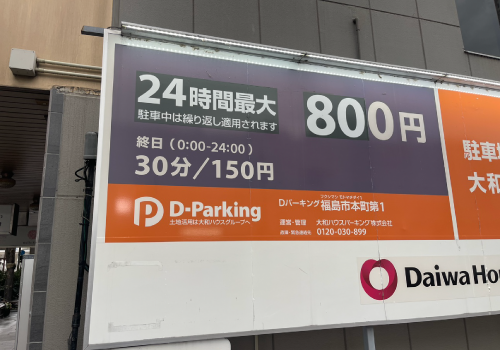 24時間最大 800円
駐車中は繰り返し適用されます
終日(0:00-24:00)
30分/150円
D-Parking
土地活用は大和ハウスグループへ
Dパーキング福島市本町第1
運営・管理 大和ハウスパーキング株式会社
0120-030-899
Daiwa Hou
駐車
大和